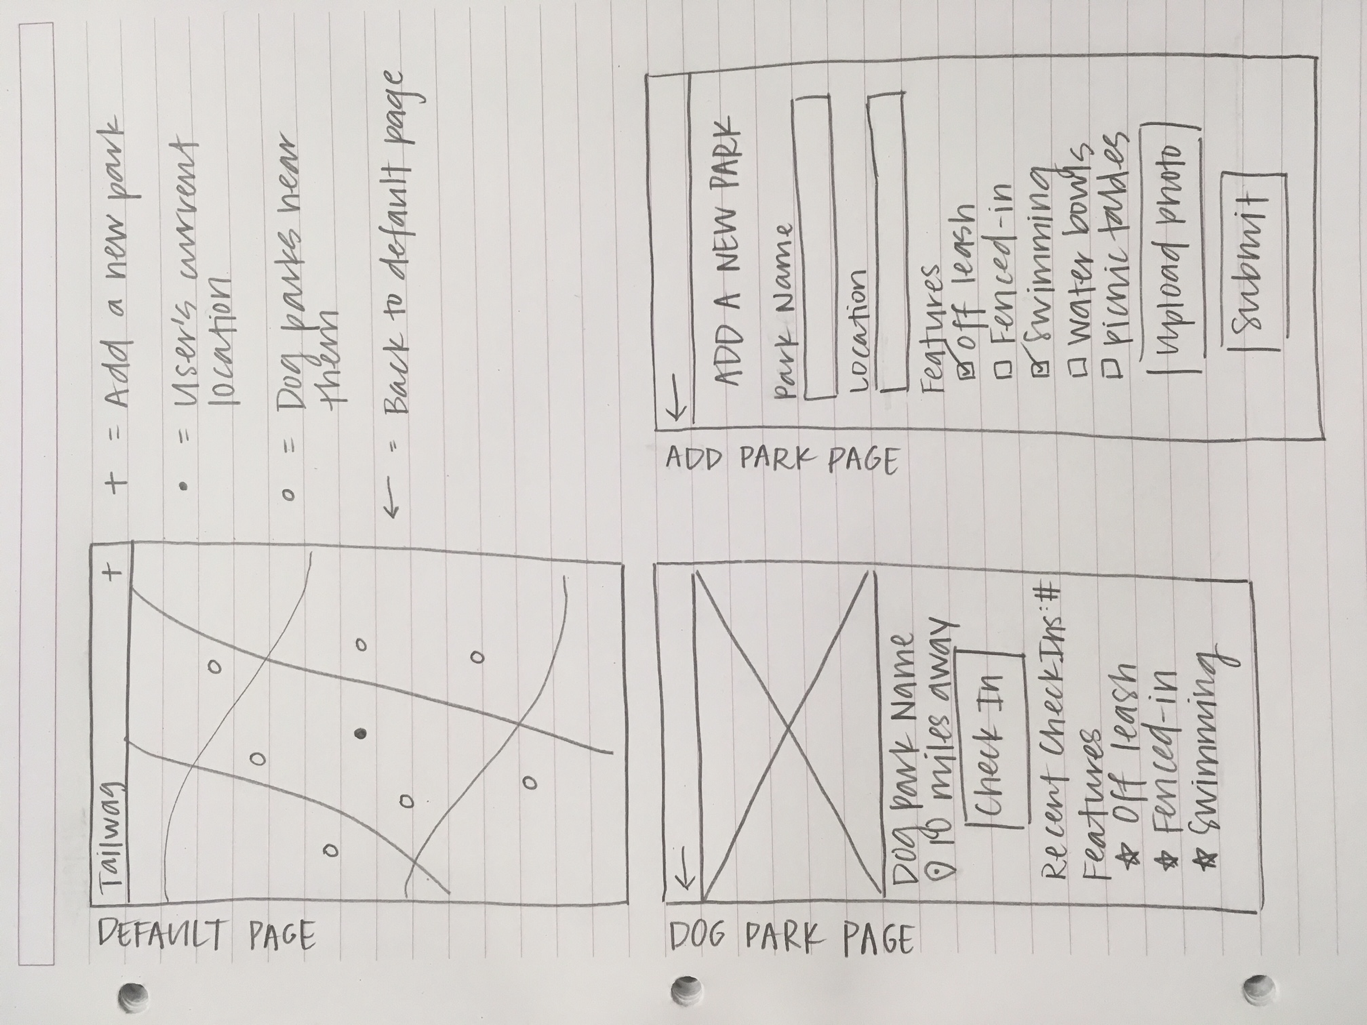 DEFAULT PAGE
Tailwag +
+ = Add a new park
• = User's current
location
o = Dog parks near
them
← = Back to default page
DOG PARK PAGE
←
Dog Park Name
10 miles away
Check In
Recent Check Ins: #
Features
☆ Off leash
☆ Fenced-in
☆ Swimming
ADD PARK PAGE
←
ADD A NEW PARK
Park Name
Location
Features
☑ Off leash
☐ Fenced-in
☑ Swimming
☐ Water bowls
☐ picnic tables
Upload photo
Submit